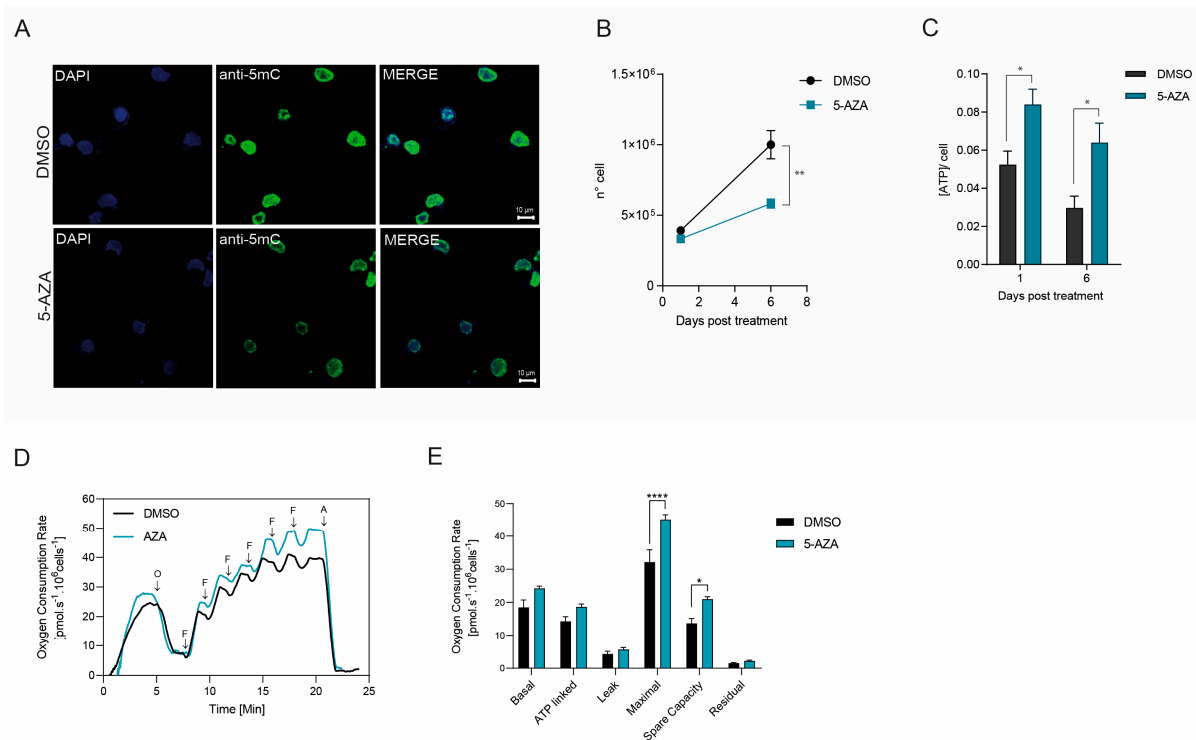 A
DAPI
anti-5mC
MERGE
DMSO
10 µm
DAPI
anti-5mC
MERGE
5-AZA
10 µm
B
1.5×10⁶
1×10⁶
5×10⁵
0
n° cell
0 2 4 6 8
Days post treatment
DMSO
5-AZA
**
C
0.10
0.08
0.06
0.04
0.02
0.00
[ATP]/ cell
* *
1 6
Days post treatment
DMSO
5-AZA
D
60
50
40
30
20
10
0
Oxygen Consumption Rate
[pmol.s⁻¹.10⁶cells⁻¹]
DMSO
AZA
O F F F F F F A
0 5 10 15 20 25
Time [Min]
E
50
40
30
20
10
0
Oxygen Consumption Rate
[pmol.s⁻¹.10⁶cells⁻¹]
**** *
Basal
ATP linked
Leak
Maximal
Spare Capacity
Residual
DMSO
5-AZA